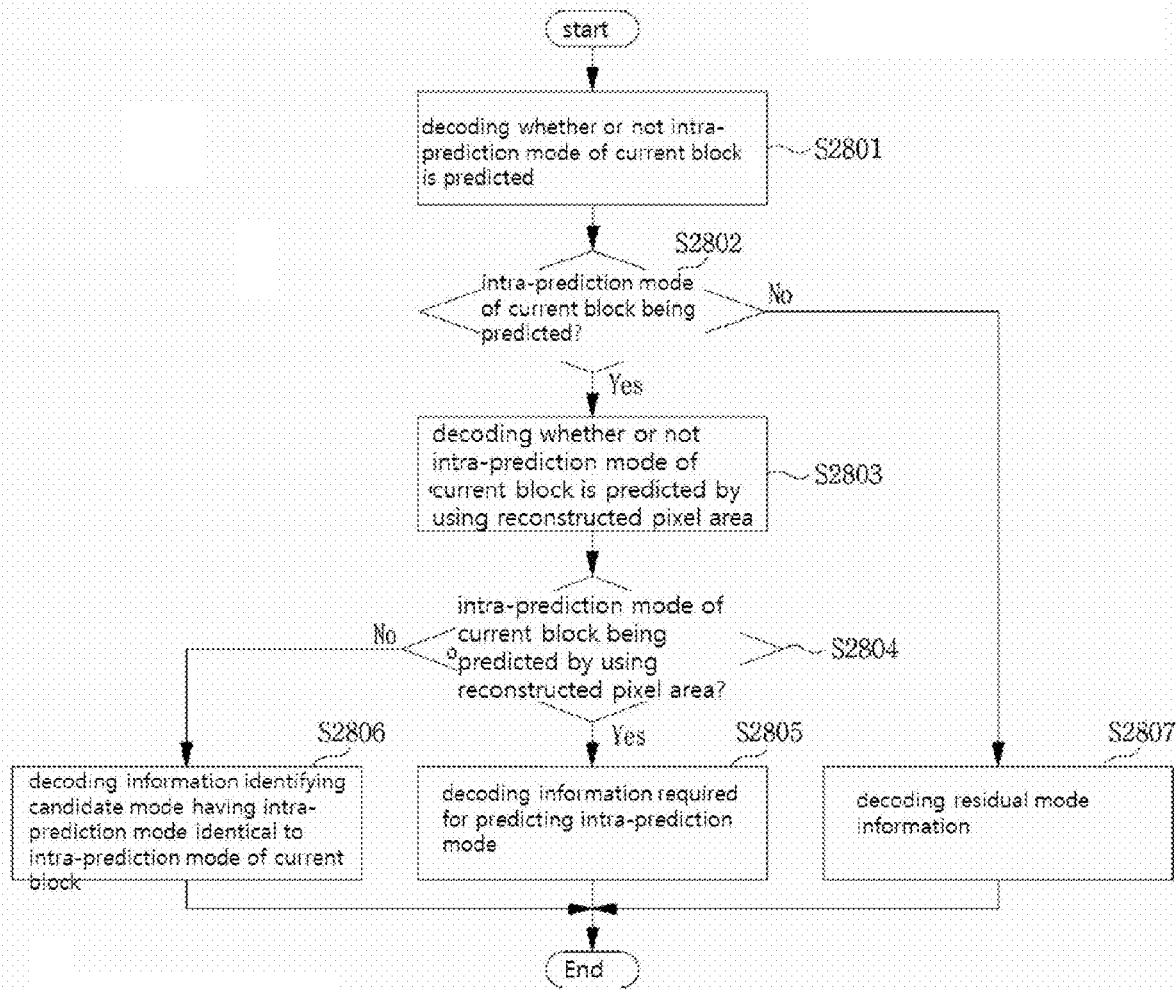 start
decoding whether or not intra-
prediction mode of current block
is predicted
S2801
S2802
intra-prediction mode
of current block being
predicted?
No
Yes
decoding whether or not
intra-prediction mode of
current block is predicted by
using reconstructed pixel area
S2803
intra-prediction mode of
current block being
predicted by using
reconstructed pixel area?
No
S2804
Yes
S2806
decoding information identifying
candidate mode having intra-
prediction mode identical to
intra-prediction mode of current
block
S2805
decoding information required
for predicting intra-prediction
mode
S2807
decoding residual mode
information
End